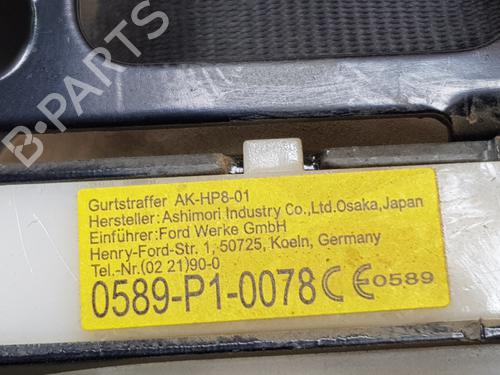 B-PARTS
Gurtstraffer AK-HP8-01
Hersteller:Ashimori Industry Co.,Ltd.Osaka,Japan
Einführer:Ford Werke GmbH
Henry-Ford-Str. 1, 50725, Koeln, Germany
Tel.-Nr.(02 21)90-0
0589-P1-0078 CE 0589